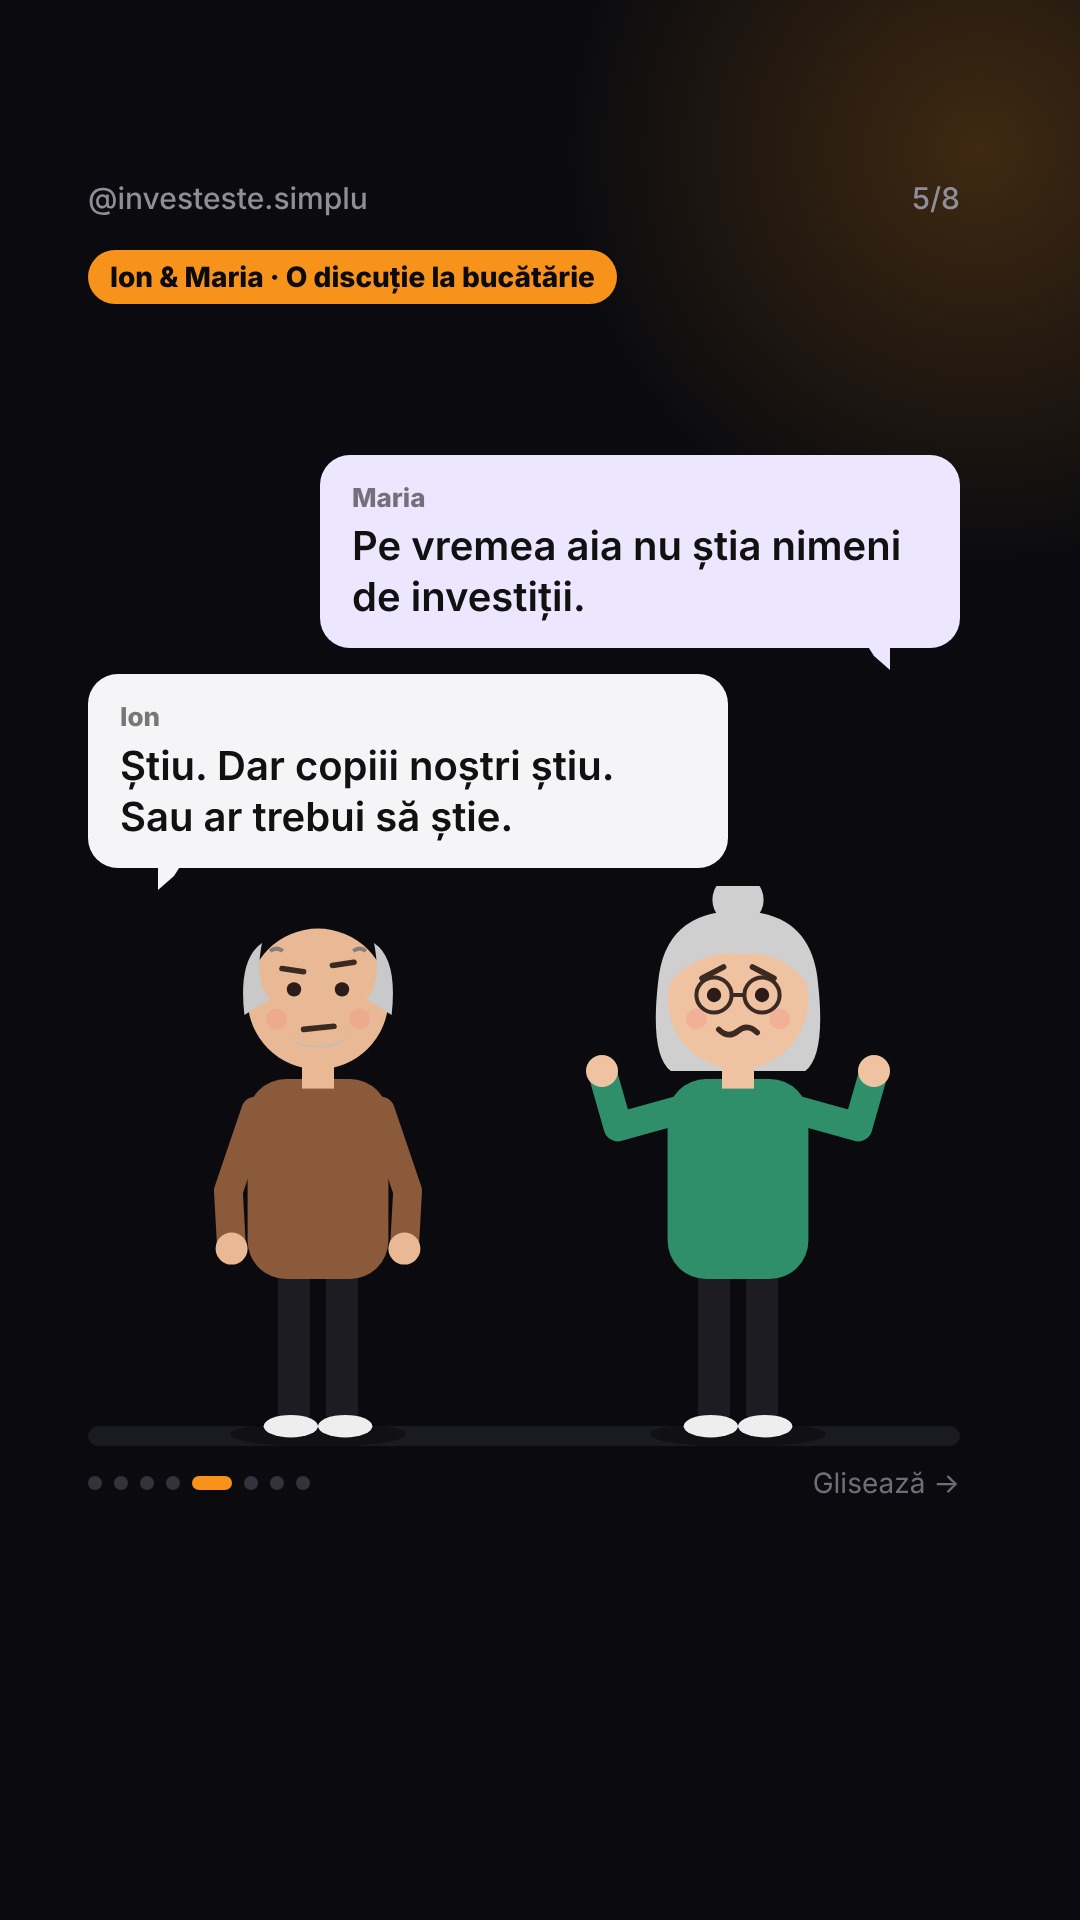 @investeste.simplu
5/8
Ion & Maria · O discuție la bucătărie
Maria
Pe vremea aia nu știa nimeni
de investiții.
Ion
Știu. Dar copiii noștri știu.
Sau ar trebui să știe.
Glisează →